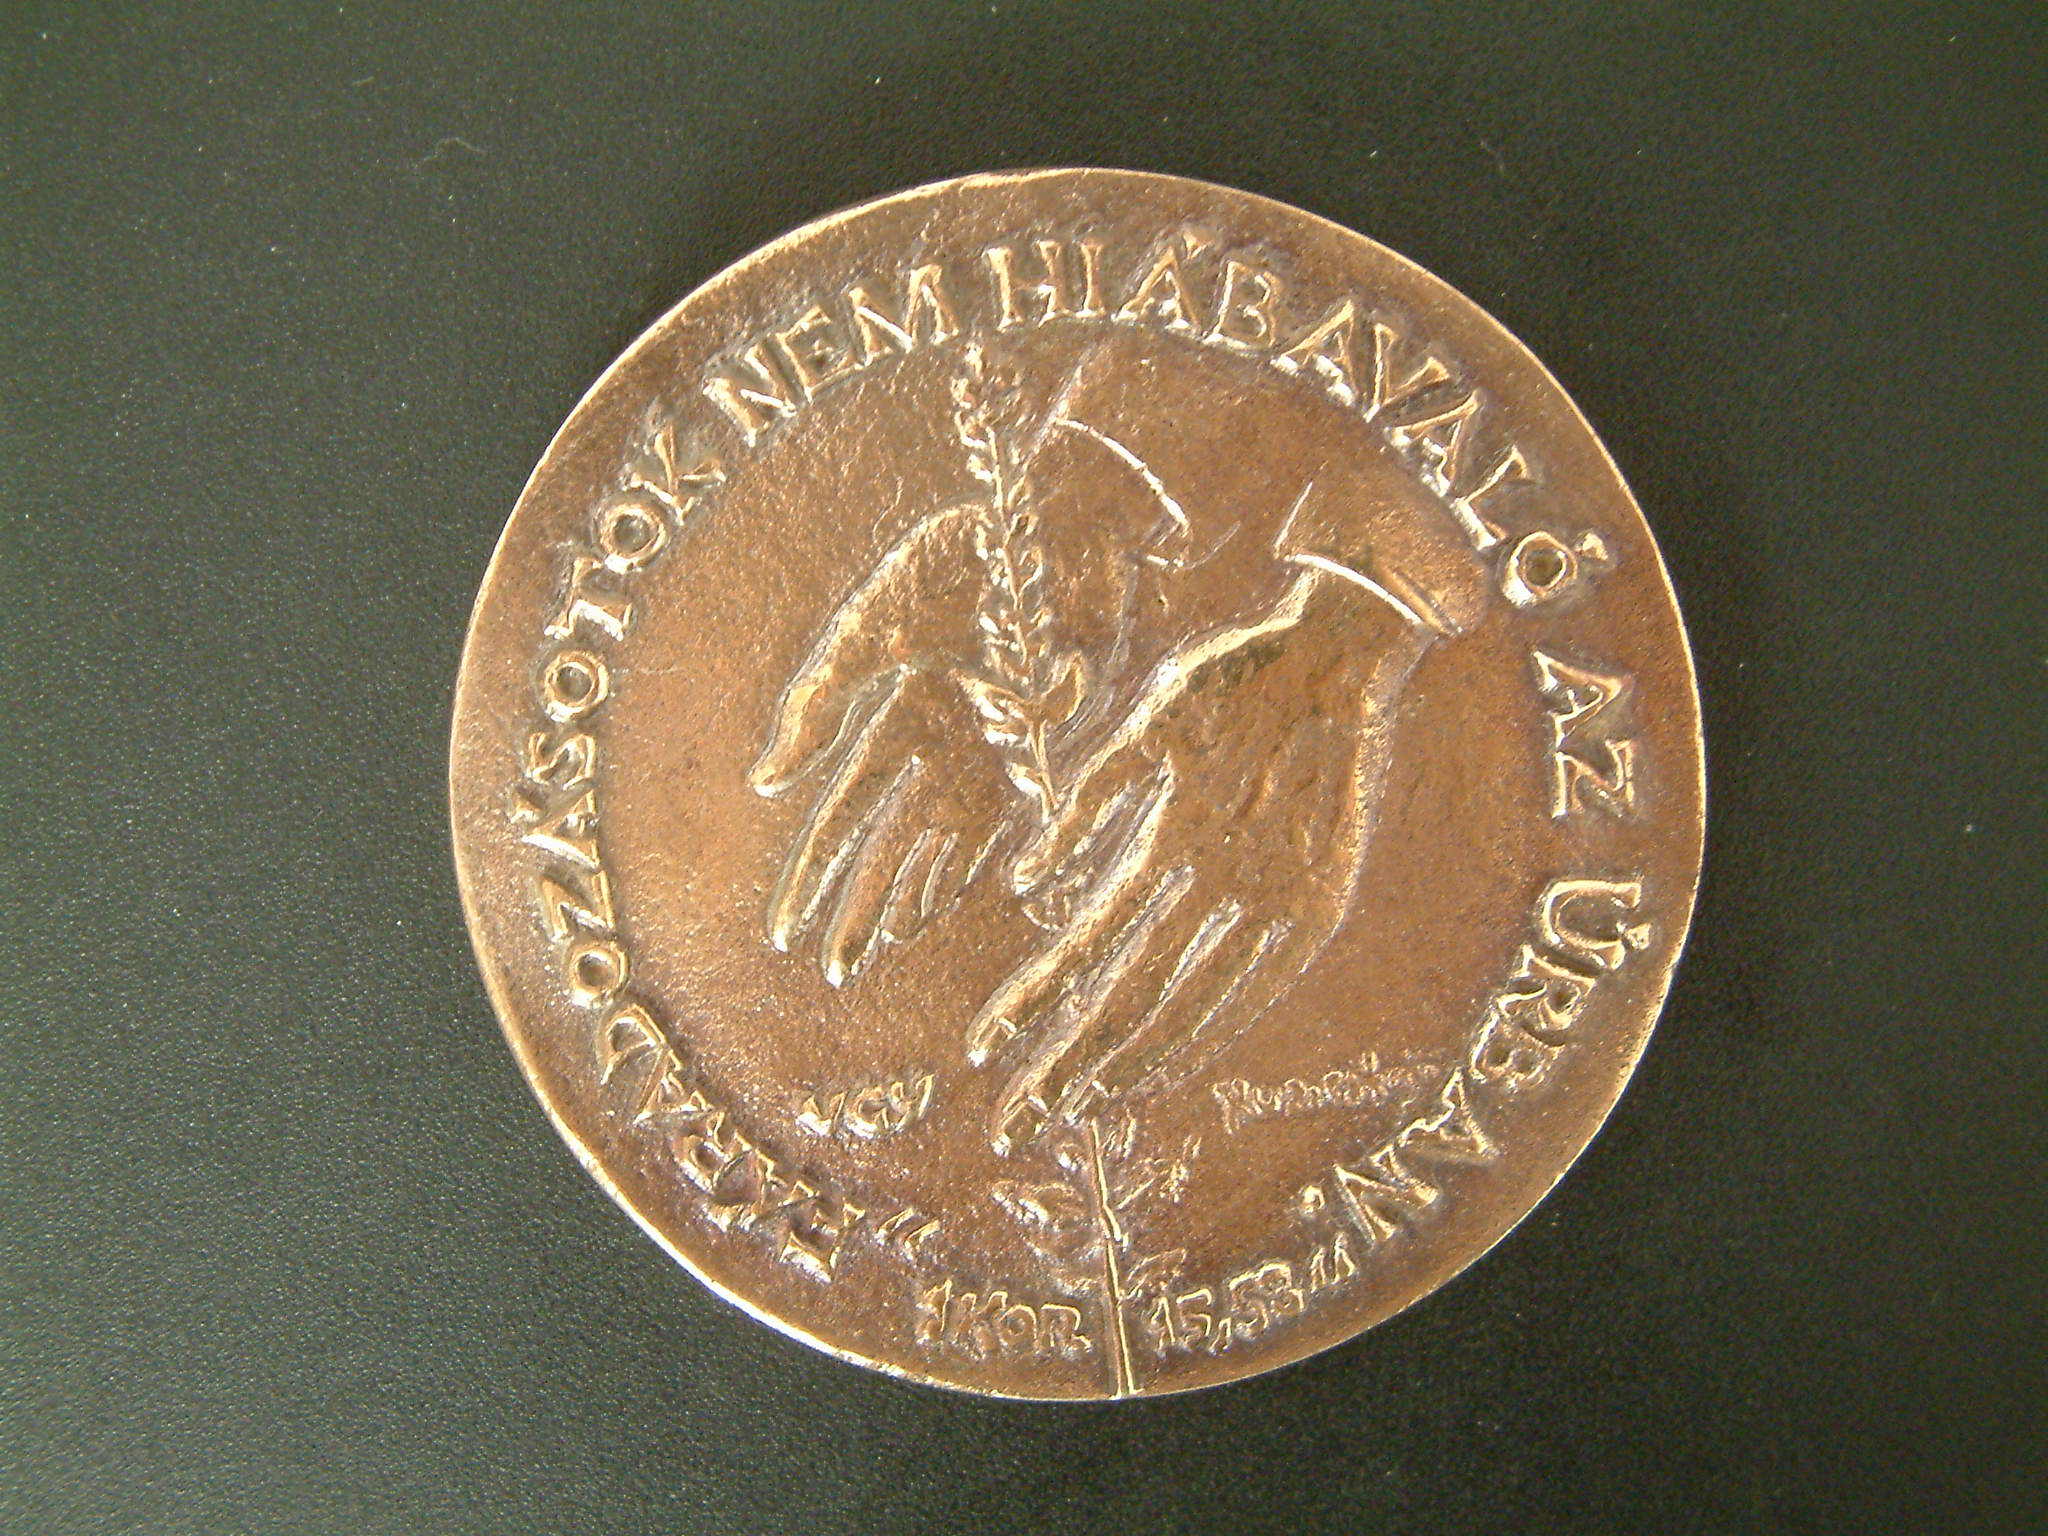 „FÁRADOZÁSOTOK NEM HIÁBAVALÓ AZ ÚRBAN.
1KOR 15,58"